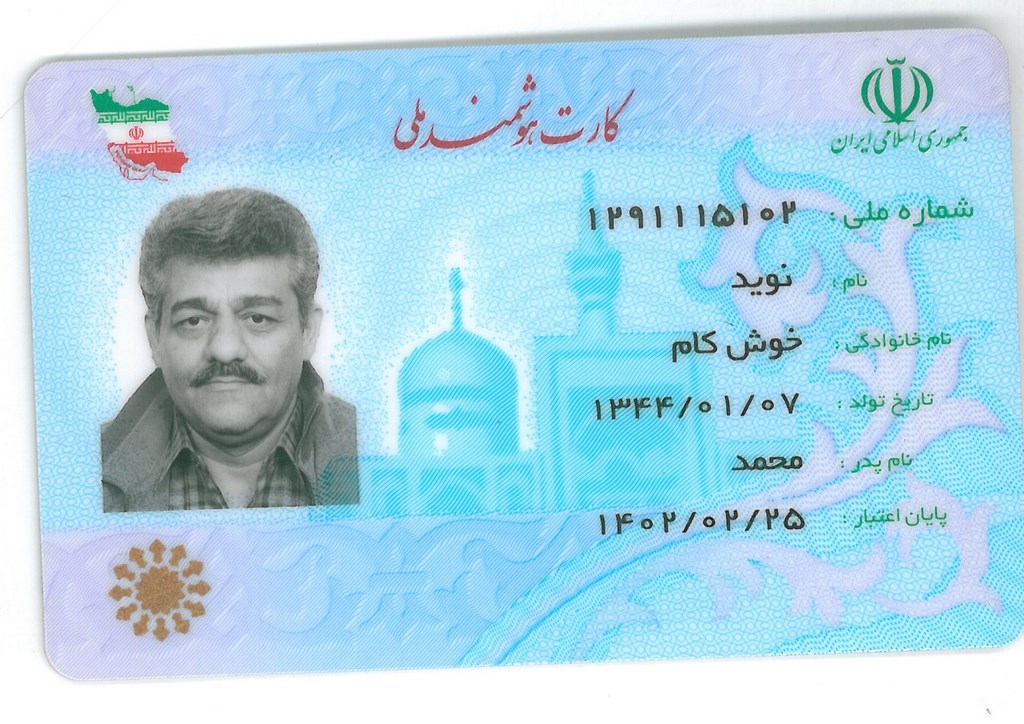 کارت هوشمند ملی
جمهوری اسلامی ایران
شماره ملی : ۱۲۹۱۱۱۵۱۰۲
نام : نوید
نام خانوادگی : خوش کام
تاریخ تولد : ۱۳۴۴/۰۱/۰۷
نام پدر : محمد
پایان اعتبار : ۱۴۰۲/۰۲/۲۵